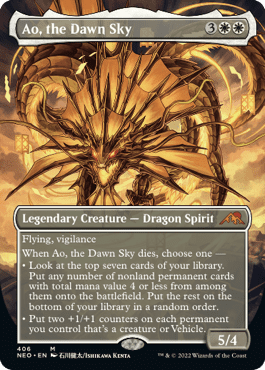 Ao, the Dawn Sky 3
Legendary Creature — Dragon Spirit
Flying, vigilance
When Ao, the Dawn Sky dies, choose one —
• Look at the top seven cards of your library.
Put any number of nonland permanent cards
with total mana value 4 or less from among
them onto the battlefield. Put the rest on the
bottom of your library in a random order.
• Put two +1/+1 counters on each permanent
you control that's a creature or Vehicle.
5/4
406 M
NEO • EN 石川健太/Ishikawa Kenta
™ & © 2022 Wizards of the Coast